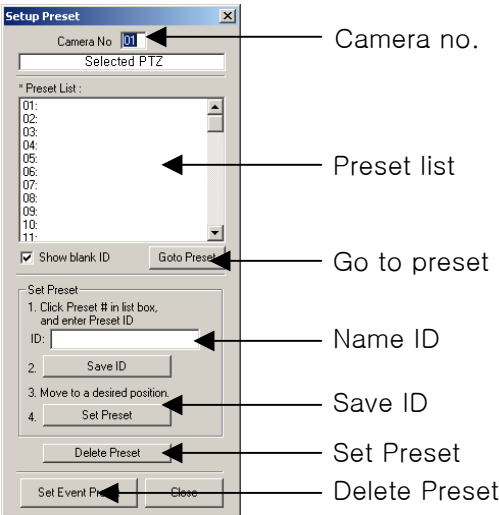 Setup Preset
Camera No 01
Camera no.
Selected PTZ
* Preset List :
01:
02:
03:
04:
05:
06:
07:
08:
09:
10:
11:
Preset list
Show blank ID
Goto Preset
Go to preset
Set Preset
1. Click Preset # in list box,
and enter Preset ID
ID:
Name ID
2. Save ID
3. Move to a desired position.
Save ID
4. Set Preset
Delete Preset
Set Preset
Set Event Preset
Close
Delete Preset